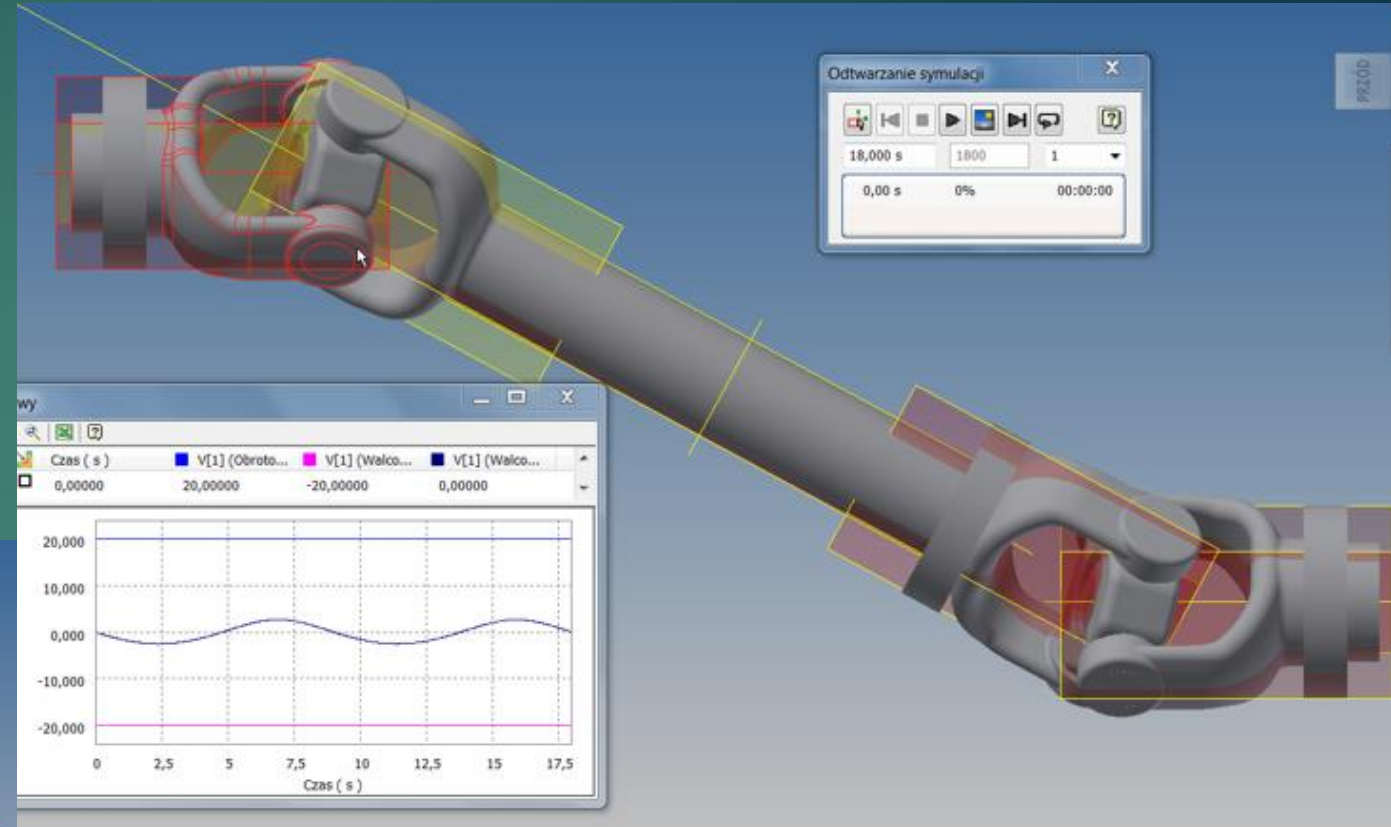 PRZÓD
Odtwarzanie symulacji
18,000 s 1800 1
0,00 s 0% 00:00:00
wy
Czas ( s ) V[1] (Obroto... V[1] (Walco... V[1] (Walco...
0,00000 20,00000 -20,00000 0,00000
20,000
10,000
0,000
-10,000
-20,000
0 2,5 5 7,5 10 12,5 15 17,5
Czas ( s )